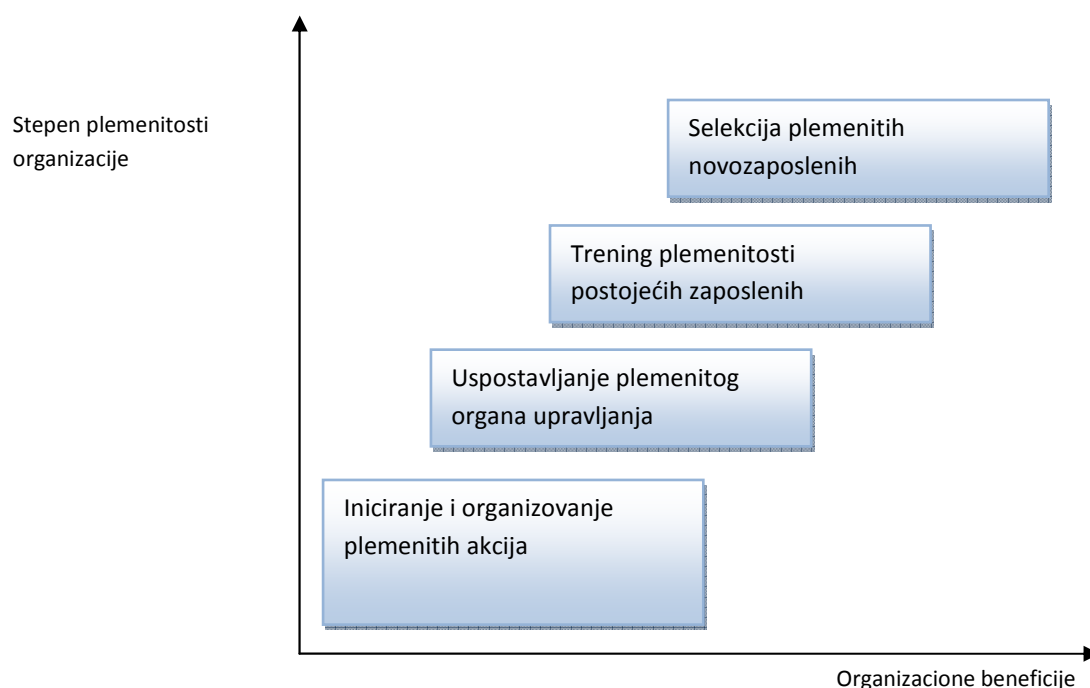 Stepen plemenitosti
organizacije
Selekcija plemenitih
novozaposlenih
Trening plemenitosti
postojećih zaposlenih
Uspostavljanje plemenitog
organa upravljanja
Iniciranje i organizovanje
plemenitih akcija
Organizacione beneficije